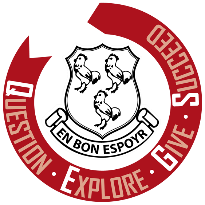 EN BON ESPOYR
QUESTION · EXPLORE · GIVE · SUCCEED